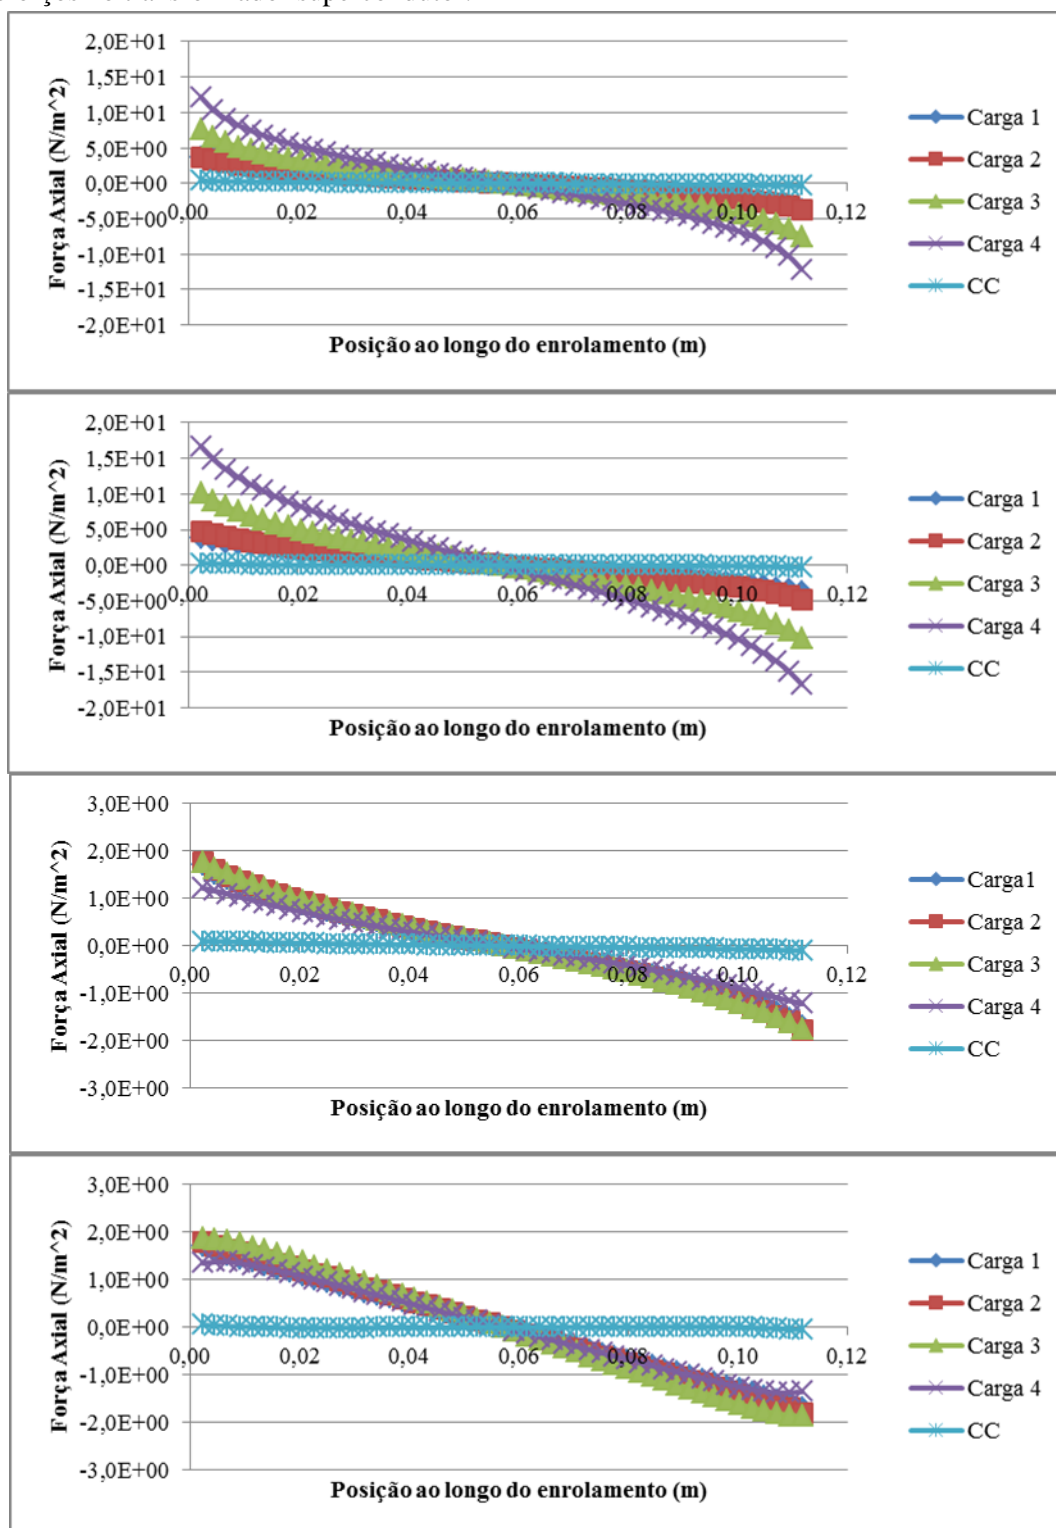 2,0E+01
1,5E+01
1,0E+01
5,0E+00
0,0E+00
-5,0E+00
-1,0E+01
-1,5E+01
-2,0E+01
0,00 0,02 0,04 0,06 0,08 0,10 0,12
Força Axial (N/m^2)
Posição ao longo do enrolamento (m)
Carga 1
Carga 2
Carga 3
Carga 4
CC
2,0E+01
1,5E+01
1,0E+01
5,0E+00
0,0E+00
-5,0E+00
-1,0E+01
-1,5E+01
-2,0E+01
0,00 0,02 0,04 0,06 0,08 0,10 0,12
Força Axial (N/m^2)
Posição ao longo do enrolamento (m)
Carga 1
Carga 2
Carga 3
Carga 4
CC
3,0E+00
2,0E+00
1,0E+00
0,0E+00
-1,0E+00
-2,0E+00
-3,0E+00
0,00 0,02 0,04 0,06 0,08 0,10 0,12
Força Axial (N/m^2)
Posição ao longo do enrolamento (m)
Carga1
Carga 2
Carga 3
Carga 4
CC
3,0E+00
2,0E+00
1,0E+00
0,0E+00
-1,0E+00
-2,0E+00
-3,0E+00
0,00 0,02 0,04 0,06 0,08 0,10 0,12
Força Axial (N/m^2)
Posição ao longo do enrolamento (m)
Carga 1
Carga 2
Carga 3
Carga 4
CC